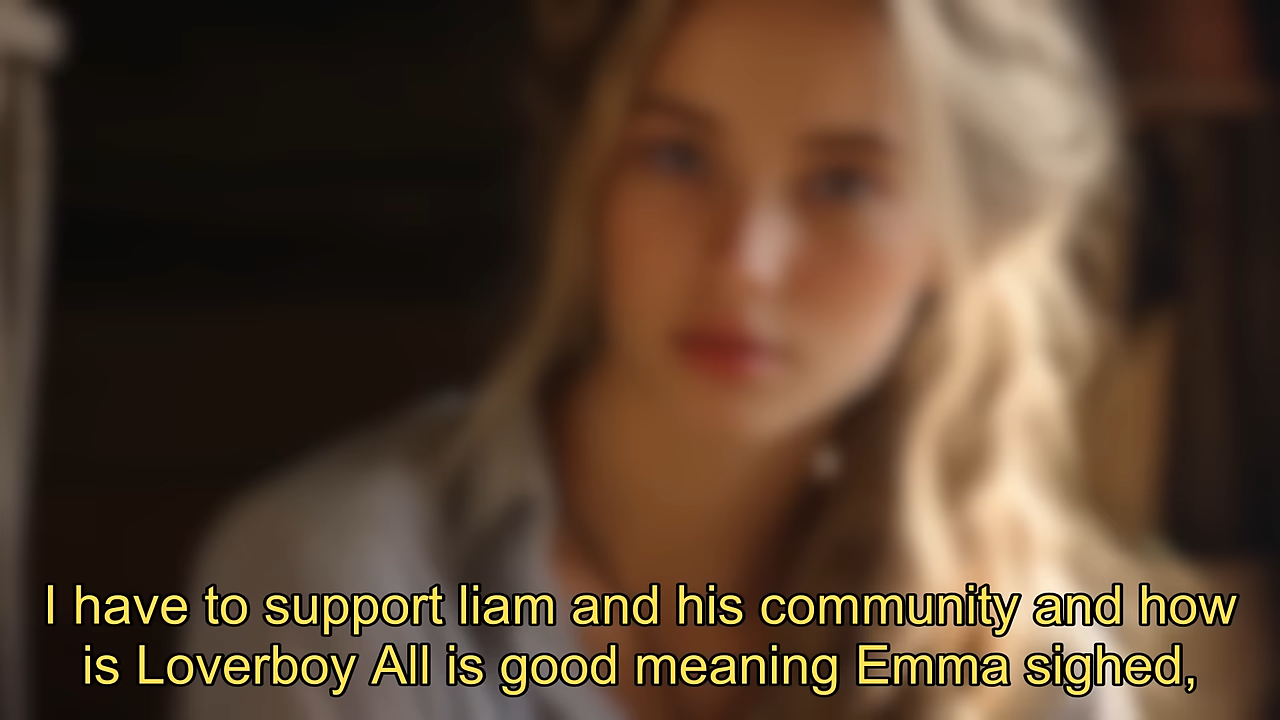 I have to support liam and his community and how
is Loverboy All is good meaning Emma sighed,